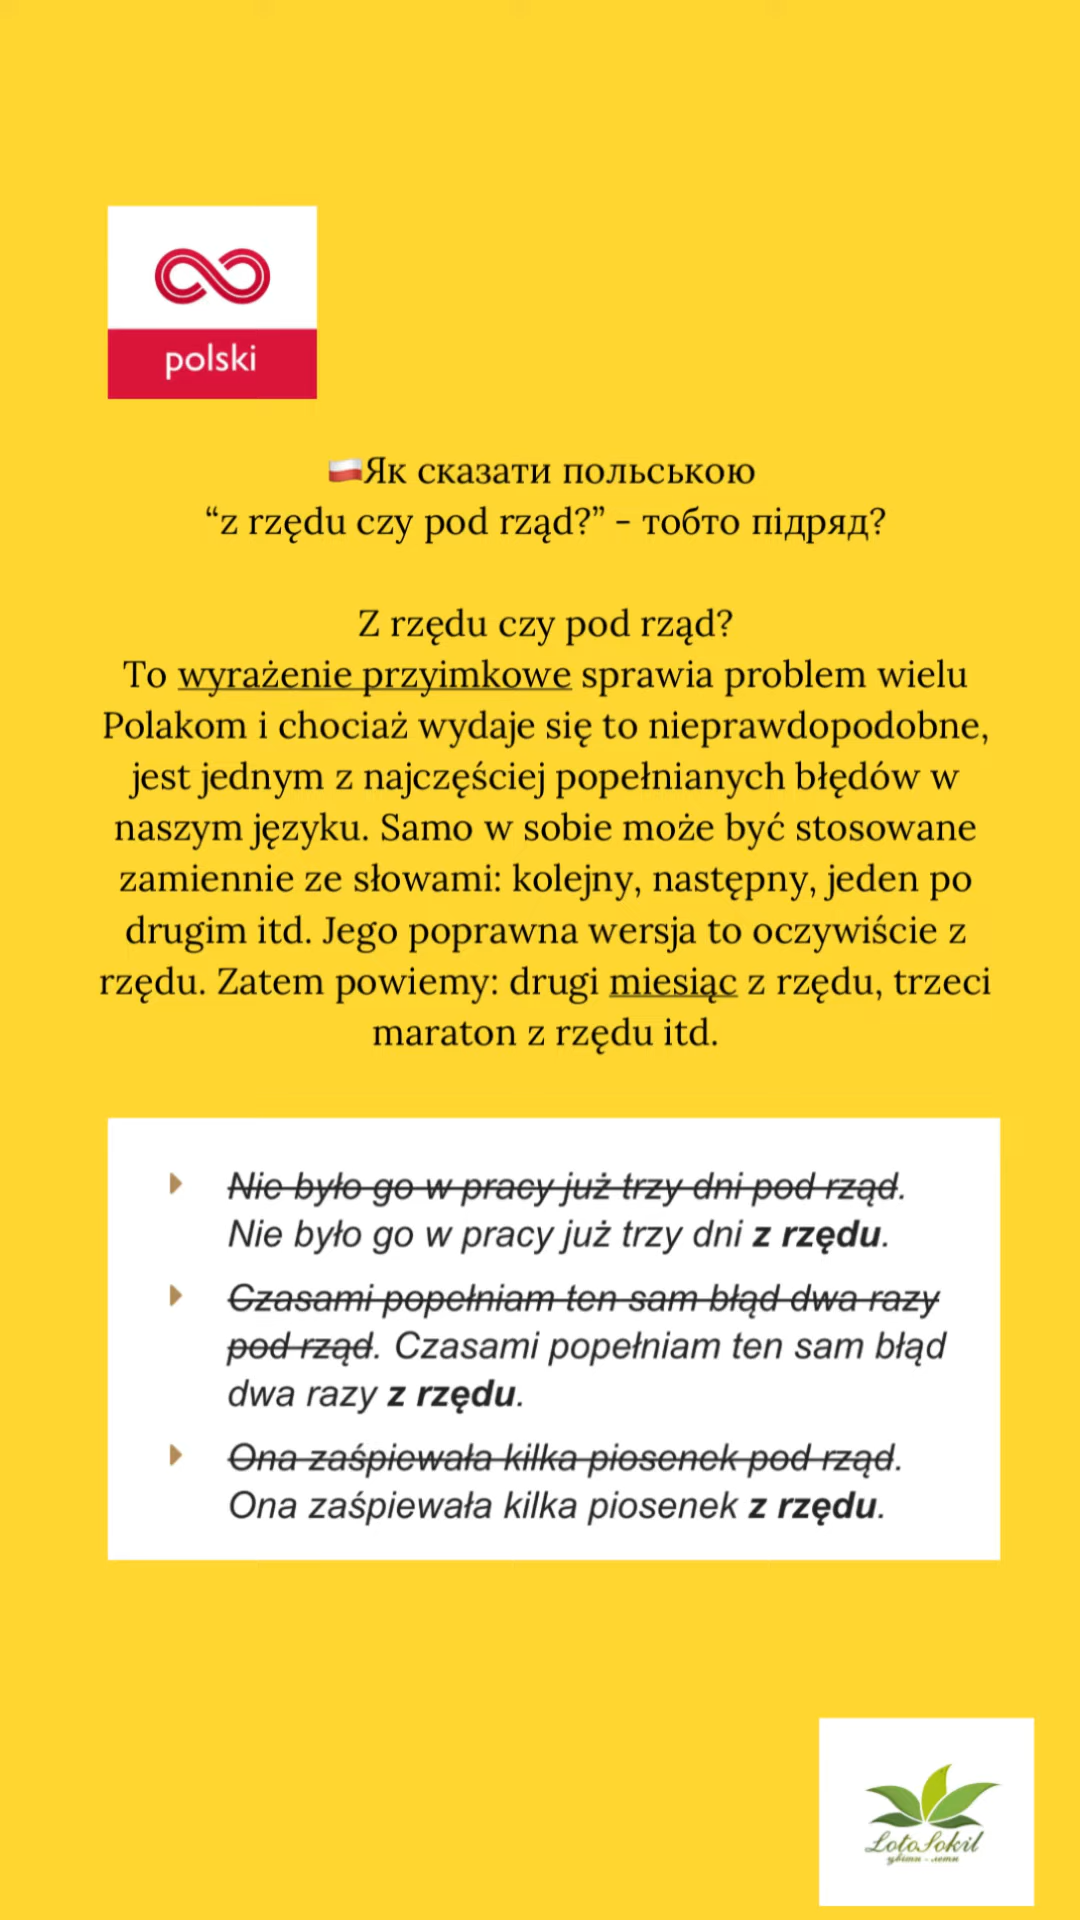 polski
🇵🇱Як сказати польською
“z rzędu czy pod rząd?” - тобто підряд?
Z rzędu czy pod rząd?
To wyrażenie przyimkowe sprawia problem wielu
Polakom i chociaż wydaje się to nieprawdopodobne,
jest jednym z najczęściej popełnianych błędów w
naszym języku. Samo w sobie może być stosowane
zamiennie ze słowami: kolejny, następny, jeden po
drugim itd. Jego poprawna wersja to oczywiście z
rzędu. Zatem powiemy: drugi miesiąc z rzędu, trzeci
maraton z rzędu itd.
Nie było go w pracy już trzy dni pod rząd.
Nie było go w pracy już trzy dni z rzędu.
Czasami popełniam ten sam błąd dwa razy
pod rząd. Czasami popełniam ten sam błąd
dwa razy z rzędu.
Ona zaśpiewała kilka piosenek pod rząd.
Ona zaśpiewała kilka piosenek z rzędu.
LotoSokil